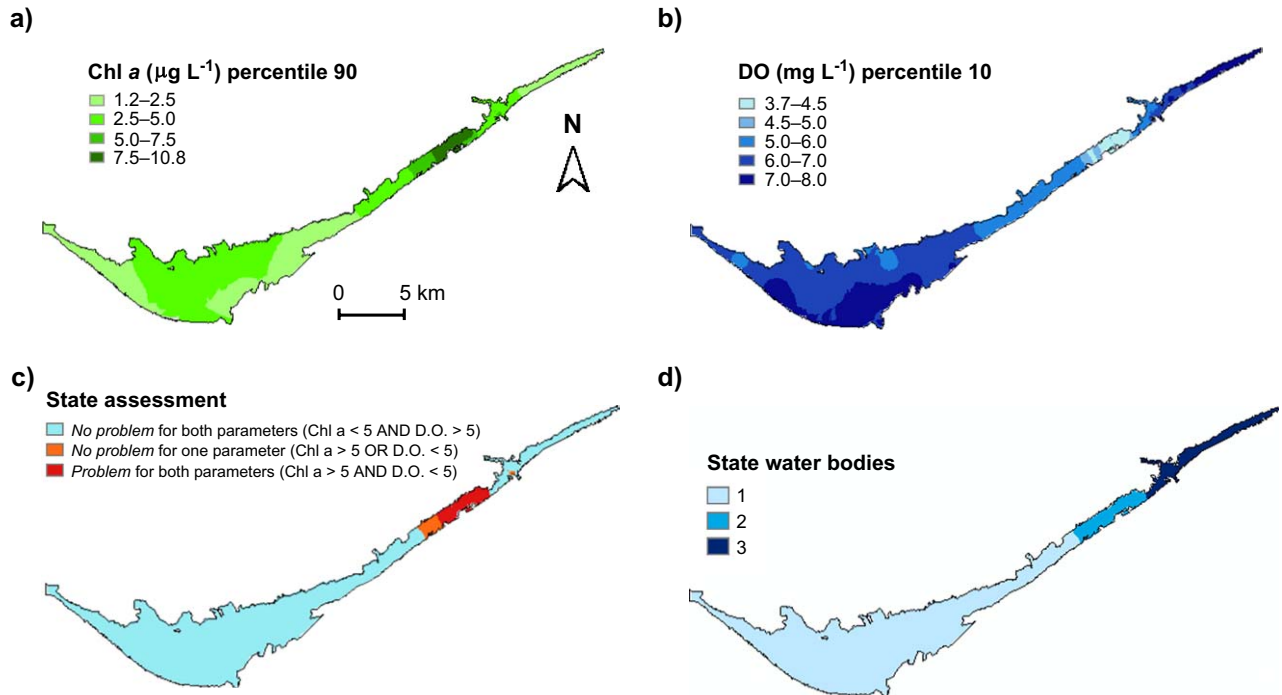 a)
Chl a (µg L-1) percentile 90
1.2–2.5
2.5–5.0
5.0–7.5
7.5–10.8
N
0 5 km
b)
DO (mg L-1) percentile 10
3.7–4.5
4.5–5.0
5.0–6.0
6.0–7.0
7.0–8.0
c)
State assessment
No problem for both parameters (Chl a < 5 AND D.O. > 5)
No problem for one parameter (Chl a > 5 OR D.O. < 5)
Problem for both parameters (Chl a > 5 AND D.O. < 5)
d)
State water bodies
1
2
3